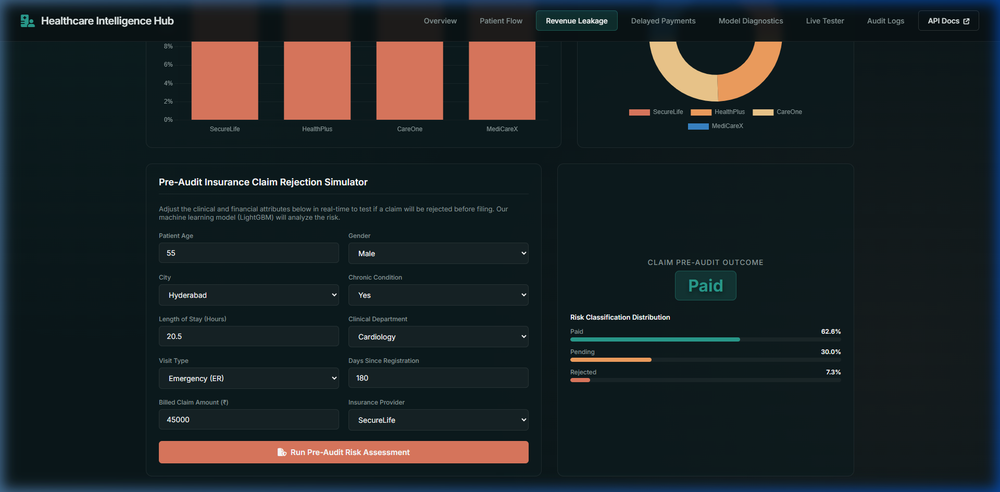 Healthcare Intelligence Hub
Overview
Patient Flow
Revenue Leakage
Delayed Payments
Model Diagnostics
Live Tester
Audit Logs
API Docs
8%
6%
4%
2%
0%
SecureLife
HealthPlus
CareOne
MediCareX
SecureLife
HealthPlus
CareOne
MediCareX
Pre-Audit Insurance Claim Rejection Simulator
Adjust the clinical and financial attributes below in real-time to test if a claim will be rejected before filing. Our
machine learning model (LightGBM) will analyze the risk.
Patient Age
55
Gender
Male
City
Hyderabad
Chronic Condition
Yes
Length of Stay (Hours)
20.5
Clinical Department
Cardiology
Visit Type
Emergency (ER)
Days Since Registration
180
Billed Claim Amount (₹)
45000
Insurance Provider
SecureLife
Run Pre-Audit Risk Assessment
CLAIM PRE-AUDIT OUTCOME
Paid
Risk Classification Distribution
Paid
62.6%
Pending
30.0%
Rejected
7.3%